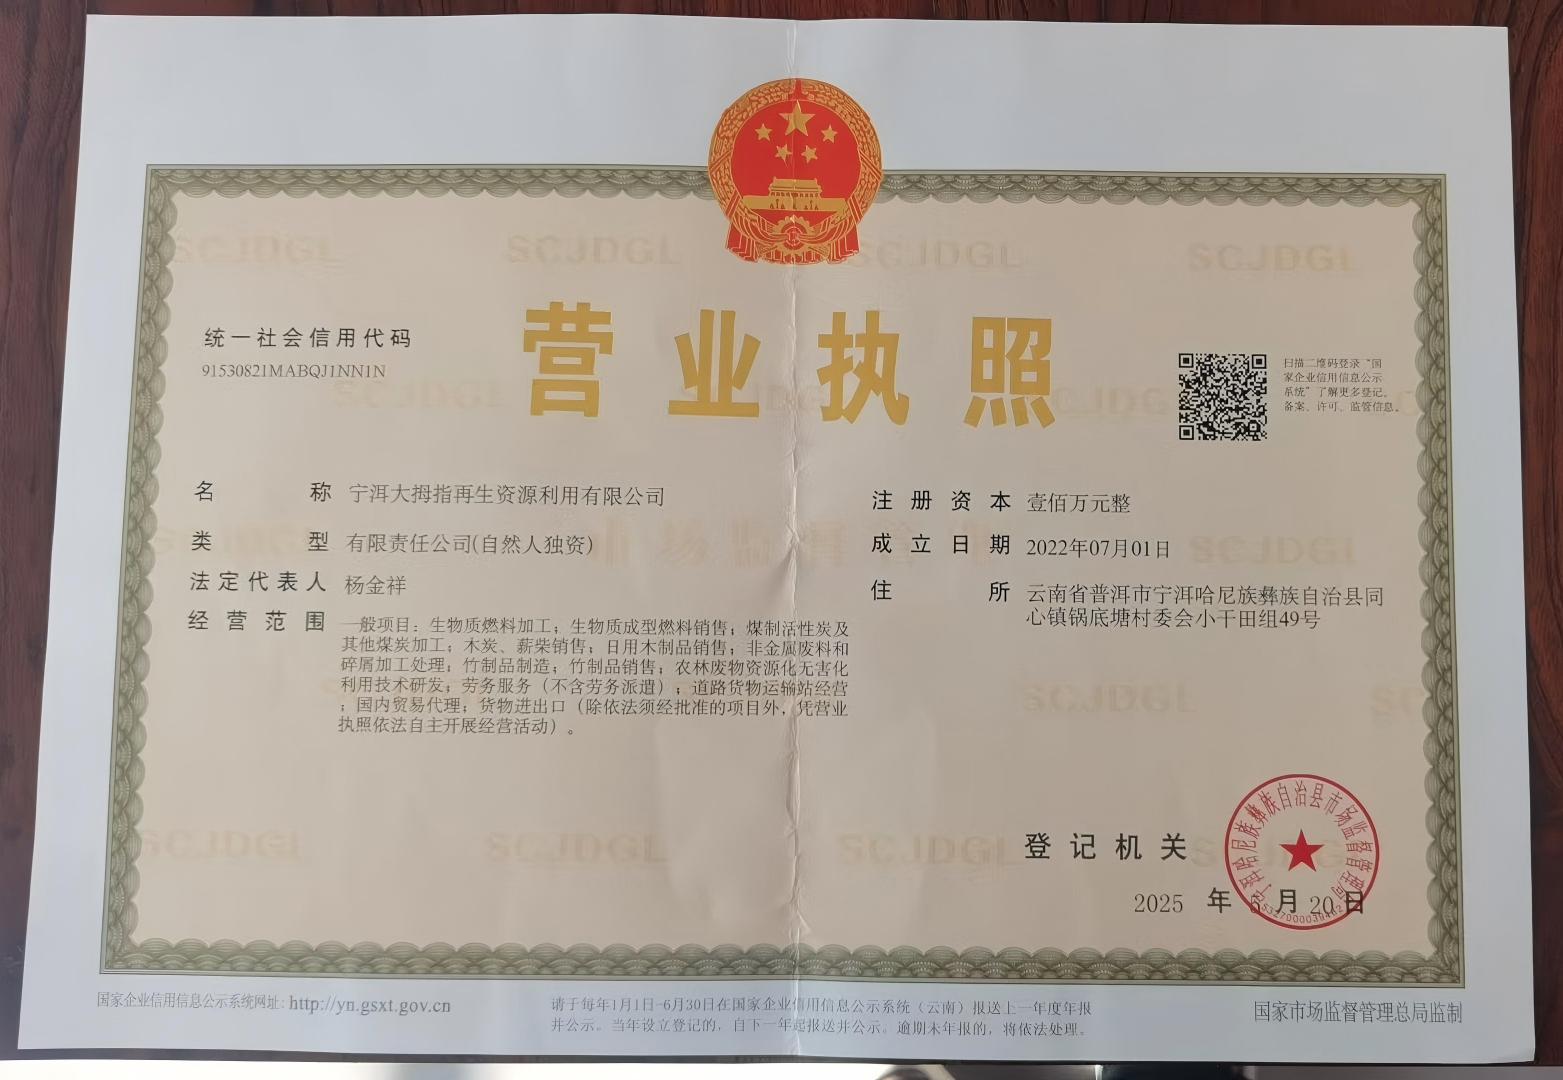 统一社会信用代码
91530821MABQJ1NN1N
营业执照
扫描二维码登录“国
家企业信用信息公示
系统”了解更多登记、
备案、许可、监管信息。
名称 宁洱大拇指再生资源利用有限公司
类型 有限责任公司(自然人独资)
法定代表人 杨金祥
经营范围 一般项目：生物质燃料加工；生物质成型燃料销售；煤制活性炭及
其他煤炭加工；木炭、薪柴销售；日用木制品销售；非金属废料和
碎屑加工处理；竹制品制造；竹制品销售；农林废物资源化无害化
利用技术研发；劳务服务（不含劳务派遣）；道路货物运输站经营
；国内贸易代理；货物进出口（除依法须经批准的项目外，凭营业
执照依法自主开展经营活动）。
注册资本 壹佰万元整
成立日期 2022年07月01日
住所 云南省普洱市宁洱哈尼族彝族自治县同
心镇锅底塘村委会小干田组49号
登记机关
宁洱哈尼族彝族自治县市场监督管理局
2025 年 6 月 20 日
国家企业信用信息公示系统网址: http://yn.gsxt.gov.cn
请于每年1月1日-6月30日在国家企业信用信息公示系统（云南）报送上一年度年报
并公示。当年设立登记的，自下一年起报送并公示。逾期未年报的，将依法处理。
国家市场监督管理总局监制